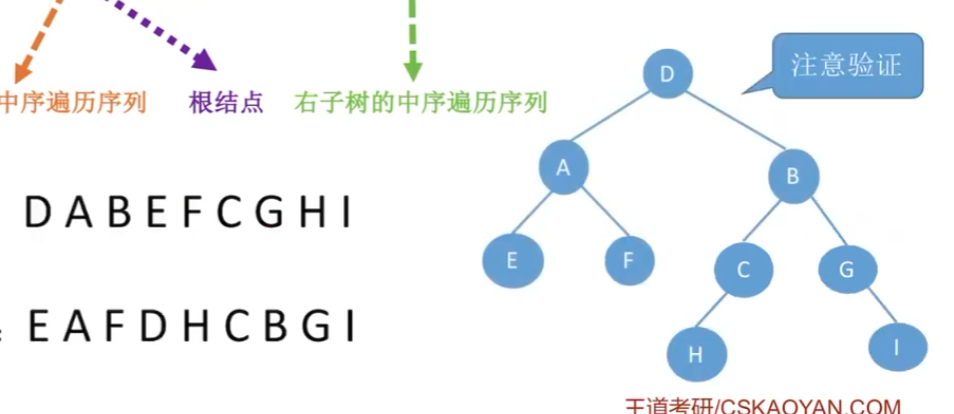 中序遍历序列 根结点 右子树的中序遍历序列
注意验证
D A B E F C G H I
: E A F D H C B G I
D
A
B
E
F
C
G
H
I
王道考研/CSKAOYAN.COM